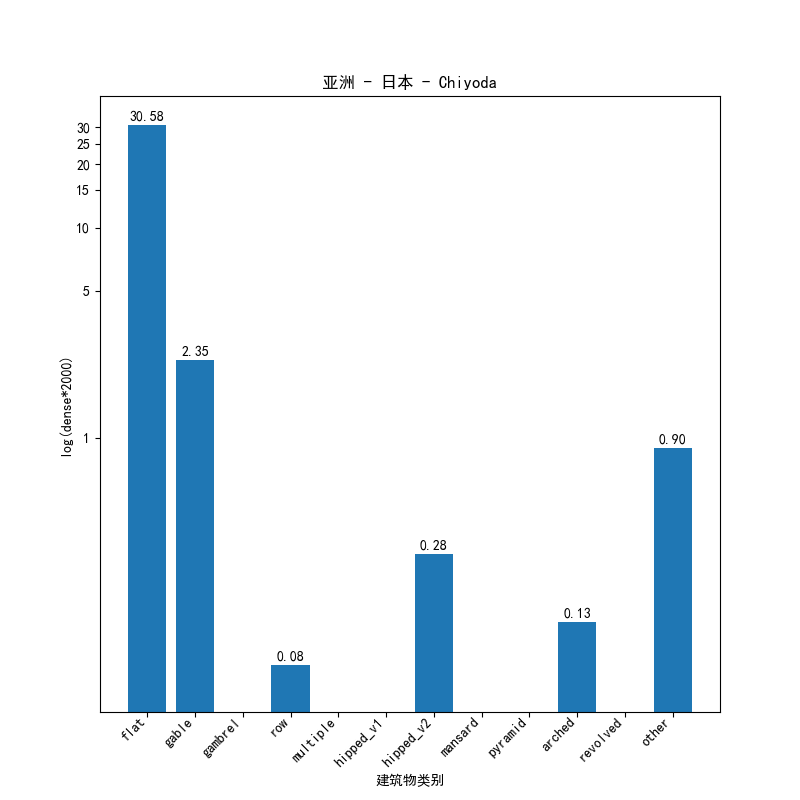 亚洲 - 日本 - Chiyoda
30.58
30
25
20
15
10
5
1
2.35
0.90
0.28
0.13
0.08
log(dense*2000)
flat
gable
gambrel
row
multiple
hipped_v1
hipped_v2
mansard
pyramid
arched
revolved
other
建筑物类别